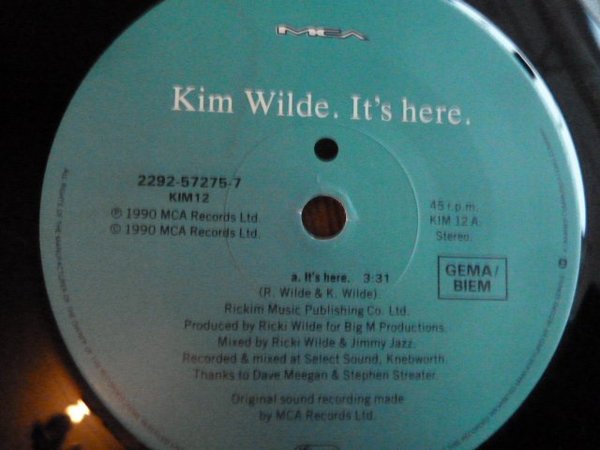 MCA
Kim Wilde. It's here.
2292-57275-7
KIM12
℗ 1990 MCA Records Ltd.
© 1990 MCA Records Ltd.
45 r.p.m.
KIM 12 A.
Stereo.
GEMA/
BIEM
a. It's here. 3:31
(R. Wilde & K. Wilde).
Rickim Music Publishing Co. Ltd.
Produced by Ricki Wilde for Big M Productions.
Mixed by Ricki Wilde & Jimmy Jazz.
Recorded & mixed at Select Sound, Knebworth.
Thanks to Dave Meegan & Stephen Streater.
Original sound recording made
by MCA Records Ltd.